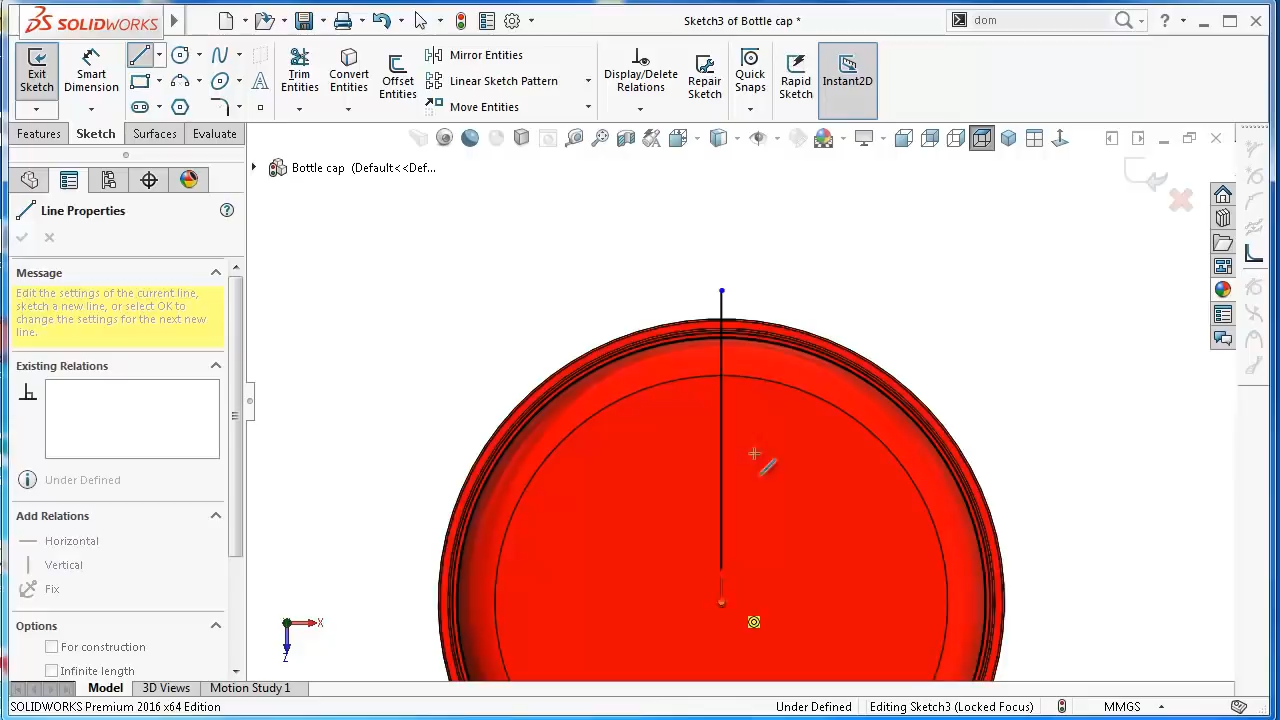 SOLIDWORKS
Sketch3 of Bottle cap *
dom
Exit Sketch
Smart Dimension
Trim Entities
Convert Entities
Offset Entities
Mirror Entities
Linear Sketch Pattern
Move Entities
Display/Delete Relations
Repair Sketch
Quick Snaps
Rapid Sketch
Instant2D
Features
Sketch
Surfaces
Evaluate
Bottle cap (Default<<Def...
Line Properties
Message
Edit the settings of the current line,
sketch a new line, or select OK to
change the settings for the next new
line.
Existing Relations
Under Defined
Add Relations
Horizontal
Vertical
Fix
Options
For construction
Infinite length
X
Z
Model
3D Views
Motion Study 1
SOLIDWORKS Premium 2016 x64 Edition
Under Defined
Editing Sketch3 (Locked Focus)
MMGS